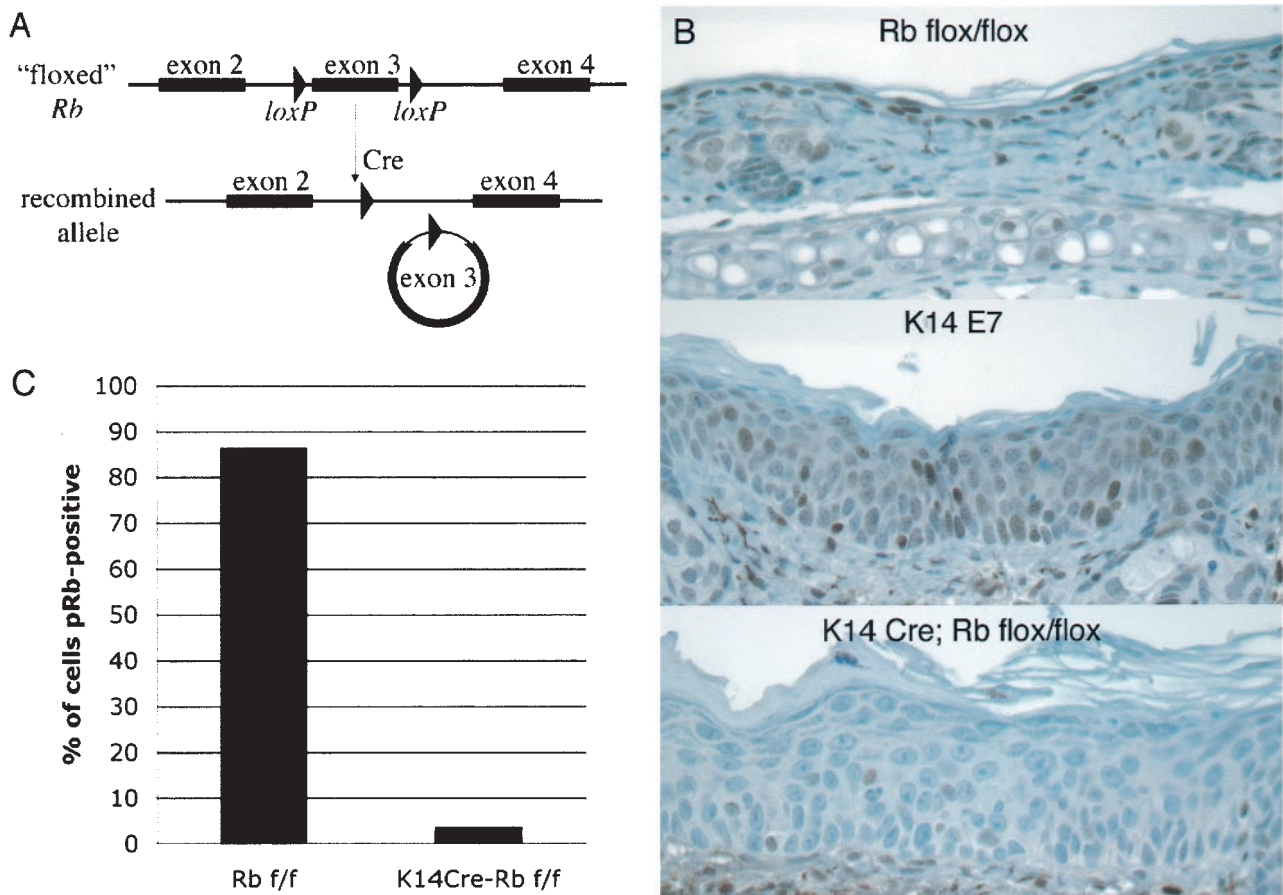 A
"floxed"
Rb
exon 2
exon 3
exon 4
loxP
loxP
Cre
recombined
allele
exon 2
exon 4
exon 3
B
Rb flox/flox
K14 E7
K14 Cre; Rb flox/flox
C
% of cells pRb-positive
100
90
80
70
60
50
40
30
20
10
0
Rb f/f
K14Cre-Rb f/f